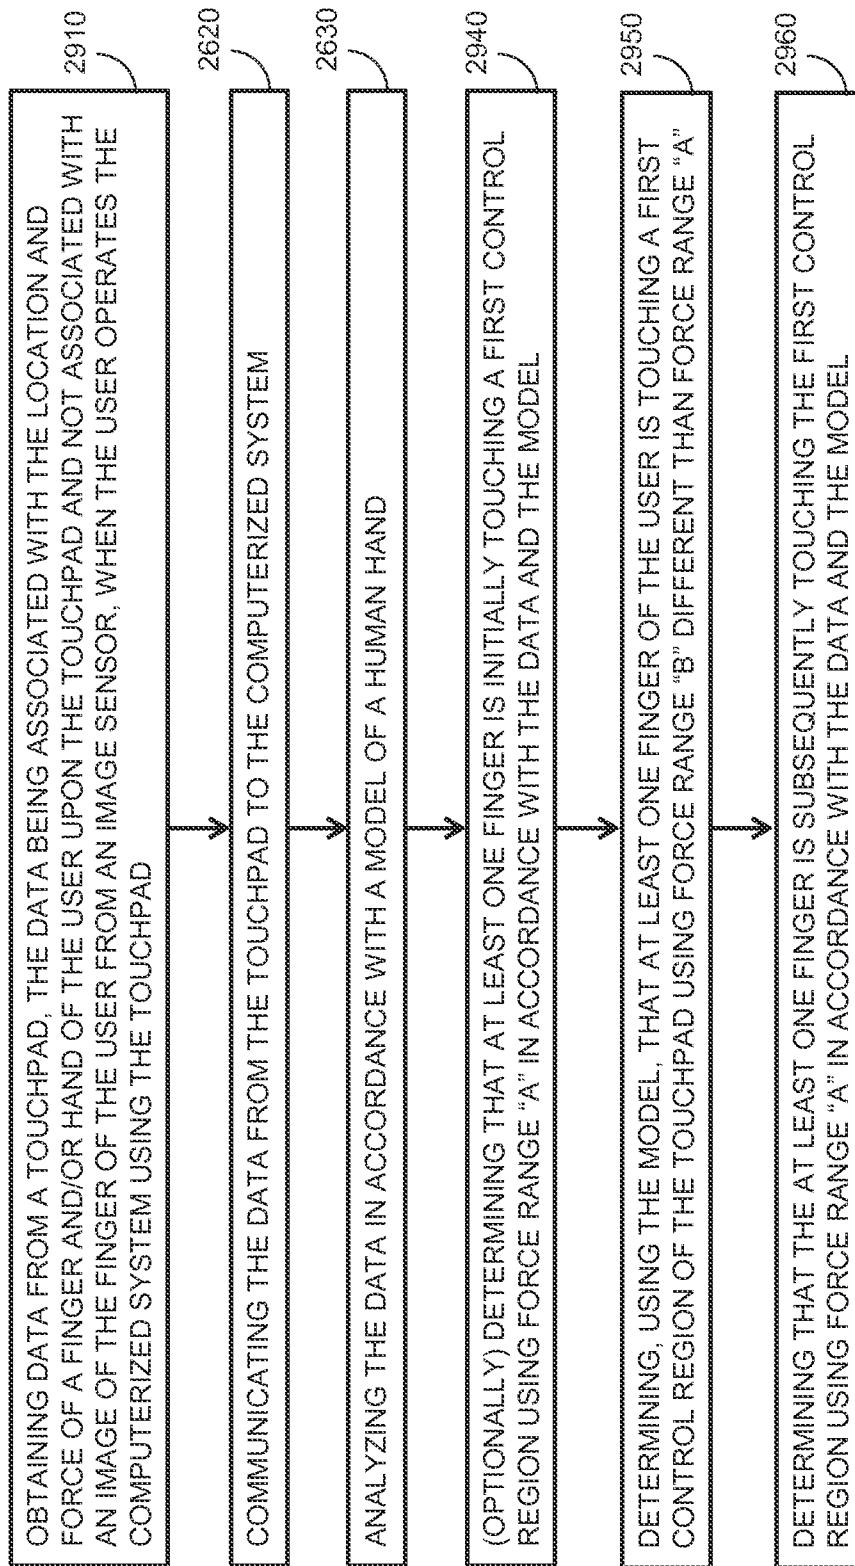 OBTAINING DATA FROM A TOUCHPAD, THE DATA BEING ASSOCIATED WITH THE LOCATION AND
FORCE OF A FINGER AND/OR HAND OF THE USER UPON THE TOUCHPAD AND NOT ASSOCIATED WITH
AN IMAGE OF THE FINGER OF THE USER FROM AN IMAGE SENSOR, WHEN THE USER OPERATES THE
COMPUTERIZED SYSTEM USING THE TOUCHPAD
2910
COMMUNICATING THE DATA FROM THE TOUCHPAD TO THE COMPUTERIZED SYSTEM
2620
ANALYZING THE DATA IN ACCORDANCE WITH A MODEL OF A HUMAN HAND
2630
(OPTIONALLY) DETERMINING THAT AT LEAST ONE FINGER IS INITIALLY TOUCHING A FIRST CONTROL
REGION USING FORCE RANGE “A” IN ACCORDANCE WITH THE DATA AND THE MODEL
2940
DETERMINING, USING THE MODEL, THAT AT LEAST ONE FINGER OF THE USER IS TOUCHING A FIRST
CONTROL REGION OF THE TOUCHPAD USING FORCE RANGE “B” DIFFERENT THAN FORCE RANGE “A”
2950
DETERMINING THAT THE AT LEAST ONE FINGER IS SUBSEQUENTLY TOUCHING THE FIRST CONTROL
REGION USING FORCE RANGE “A” IN ACCORDANCE WITH THE DATA AND THE MODEL
2960